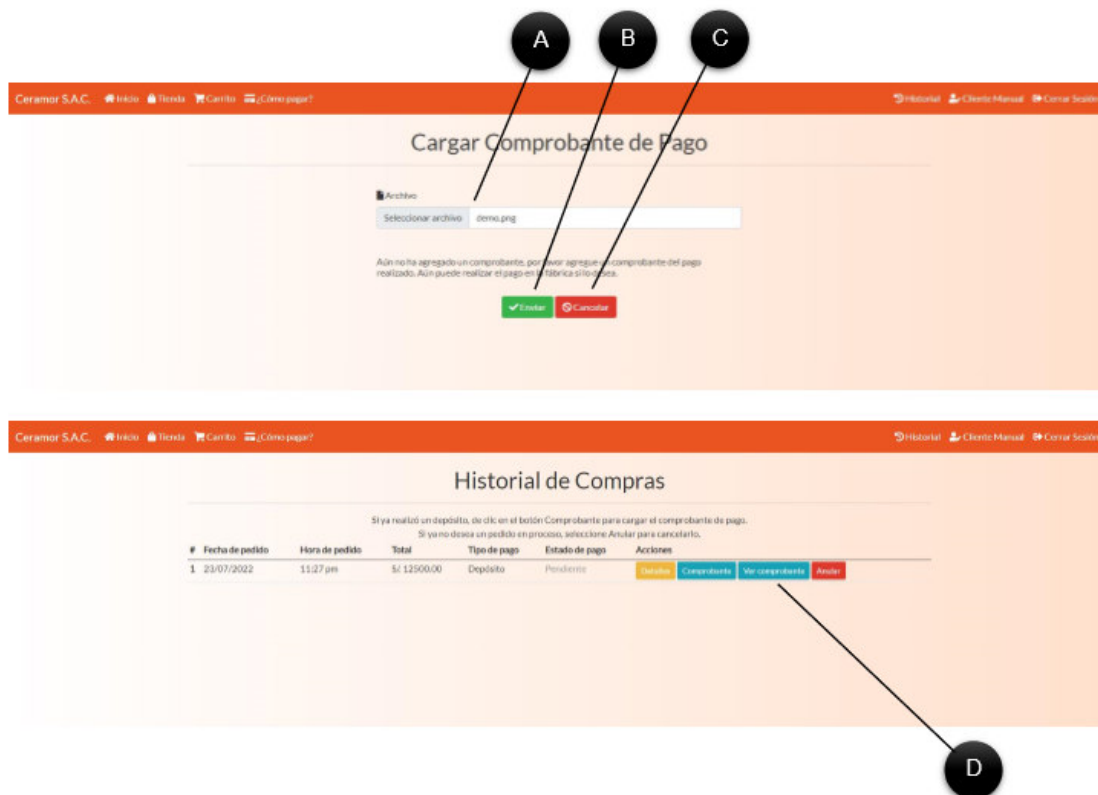 A B C
Ceramor S.A.C. Inicio Tienda Carrito ¿Cómo pagar? Historial Cliente Manual Cerrar Sesión
Cargar Comprobante de Pago
Archivo
Seleccionar archivo demo.png
Aún no ha agregado un comprobante, por favor agregue un comprobante del pago
realizado. Aún puede realizar el pago en la fábrica si lo desea.
Enviar Cancelar
Ceramor S.A.C. Inicio Tienda Carrito ¿Cómo pagar? Historial Cliente Manual Cerrar Sesión
Historial de Compras
Si ya realizó un depósito, de clic en el botón Comprobante para cargar el comprobante de pago.
Si ya no desea un pedido en proceso, seleccione Anular para cancelarlo.
# Fecha de pedido Hora de pedido Total Tipo de pago Estado de pago Acciones
1 23/07/2022 11:27 pm S/. 12500.00 Depósito Pendiente Detalles Comprobante Ver comprobante Anular
D